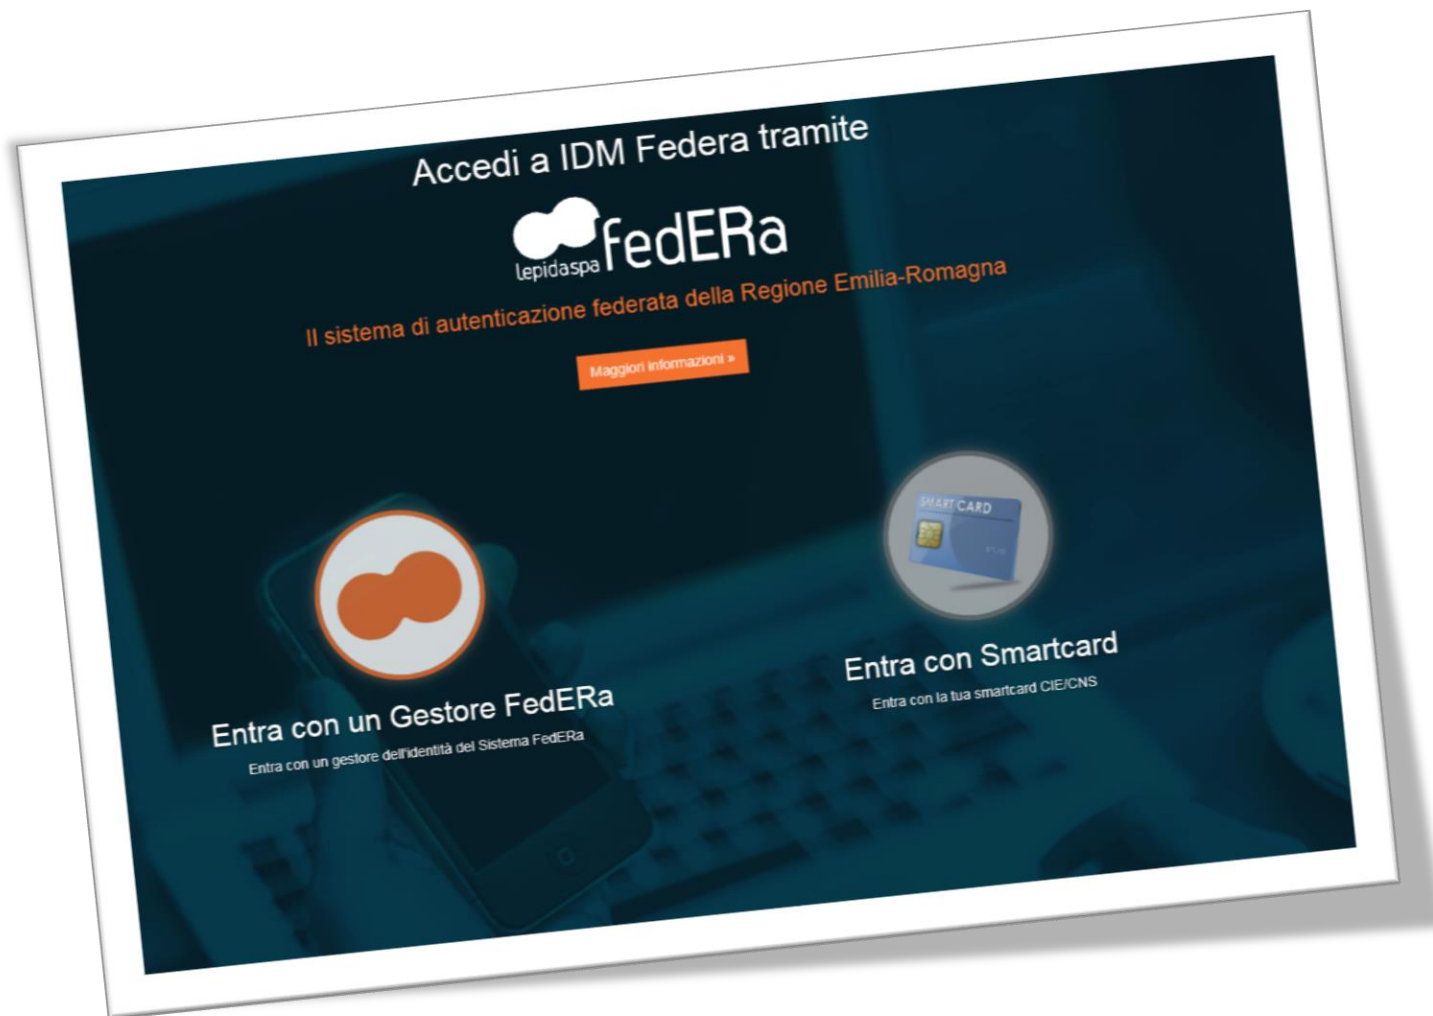 Accedi a IDM Federa tramite
lepidaspa fedERa
Il sistema di autenticazione federata della Regione Emilia-Romagna
Maggiori informazioni »
SMART CARD
Entra con un Gestore FedERa
Entra con un gestore dell'identità del Sistema FedERa
Entra con Smartcard
Entra con la tua smartcard CIE/CNS